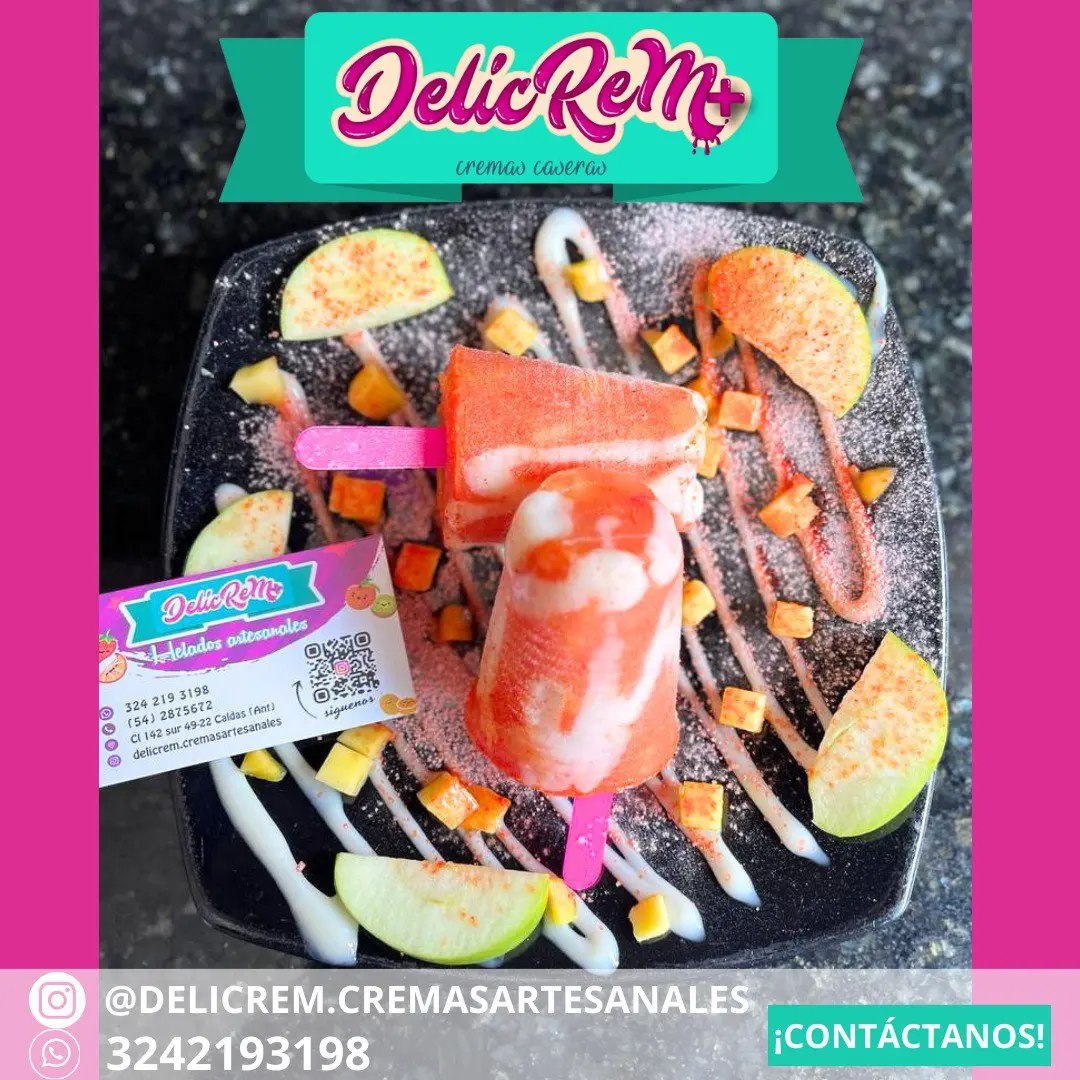 DelicReM+
cremas caseras
DelicReM+
Helados artesanales
324 219 3198
(54) 2875672
Cl 142 sur 49-22 Caldas (Ant)
delicrem.cremasartesanales
síguenos
@DELICREM.CREMASARTESANALES
3242193198
¡CONTÁCTANOS!